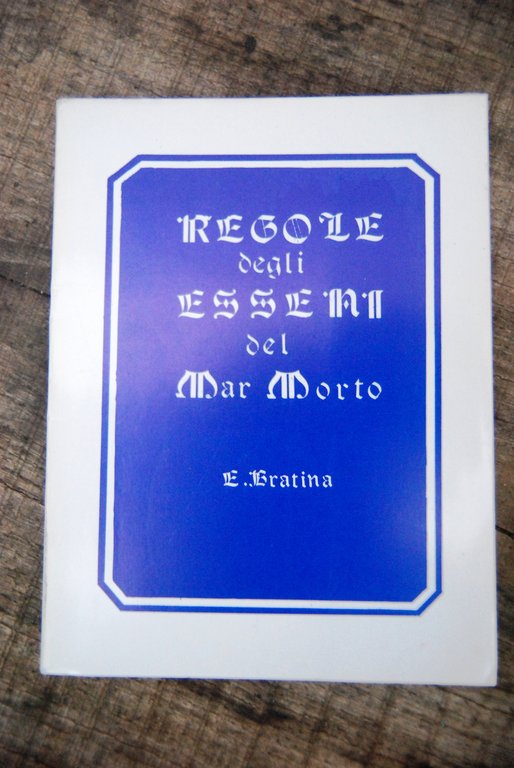 REGOLE
degli
ESSENI
del
Mar Morto
E. Bratina